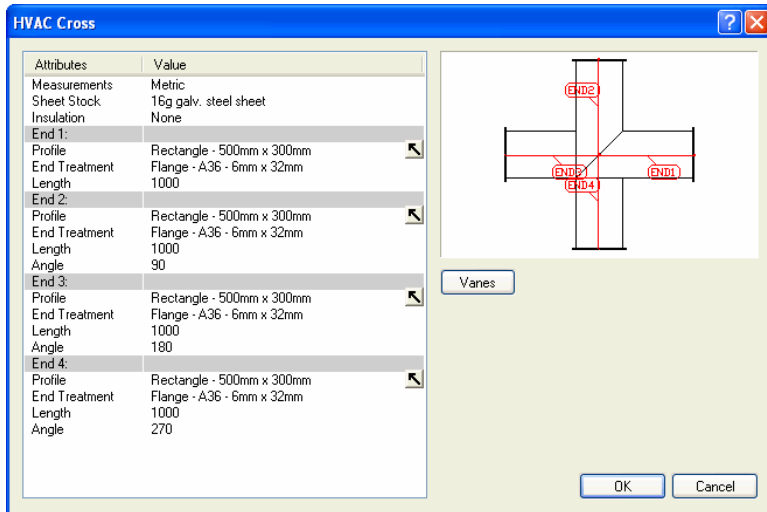 HVAC Cross
Attributes Value
Measurements Metric
Sheet Stock 16g galv. steel sheet
Insulation None
End 1:
Profile Rectangle - 500mm x 300mm
End Treatment Flange - A36 - 6mm x 32mm
Length 1000
End 2:
Profile Rectangle - 500mm x 300mm
End Treatment Flange - A36 - 6mm x 32mm
Length 1000
Angle 90
End 3:
Profile Rectangle - 500mm x 300mm
End Treatment Flange - A36 - 6mm x 32mm
Length 1000
Angle 180
End 4:
Profile Rectangle - 500mm x 300mm
End Treatment Flange - A36 - 6mm x 32mm
Length 1000
Angle 270
END2
END3
END1
END4
Vanes
OK Cancel